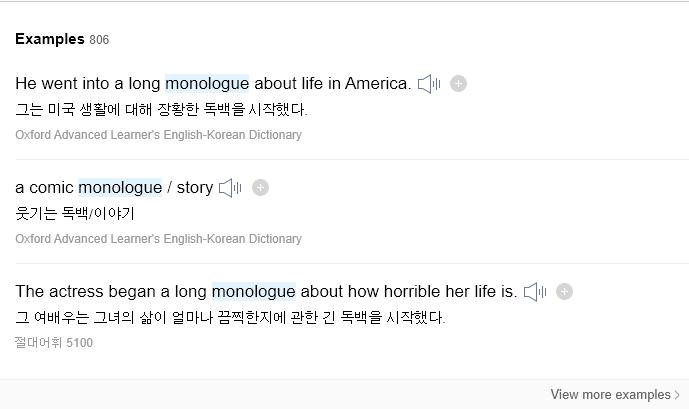 Examples 806
He went into a long monologue about life in America.
그는 미국 생활에 대해 장황한 독백을 시작했다.
Oxford Advanced Learner's English-Korean Dictionary
a comic monologue / story
웃기는 독백/이야기
Oxford Advanced Learner's English-Korean Dictionary
The actress began a long monologue about how horrible her life is.
그 여배우는 그녀의 삶이 얼마나 끔찍한지에 관한 긴 독백을 시작했다.
절대어휘 5100
View more examples